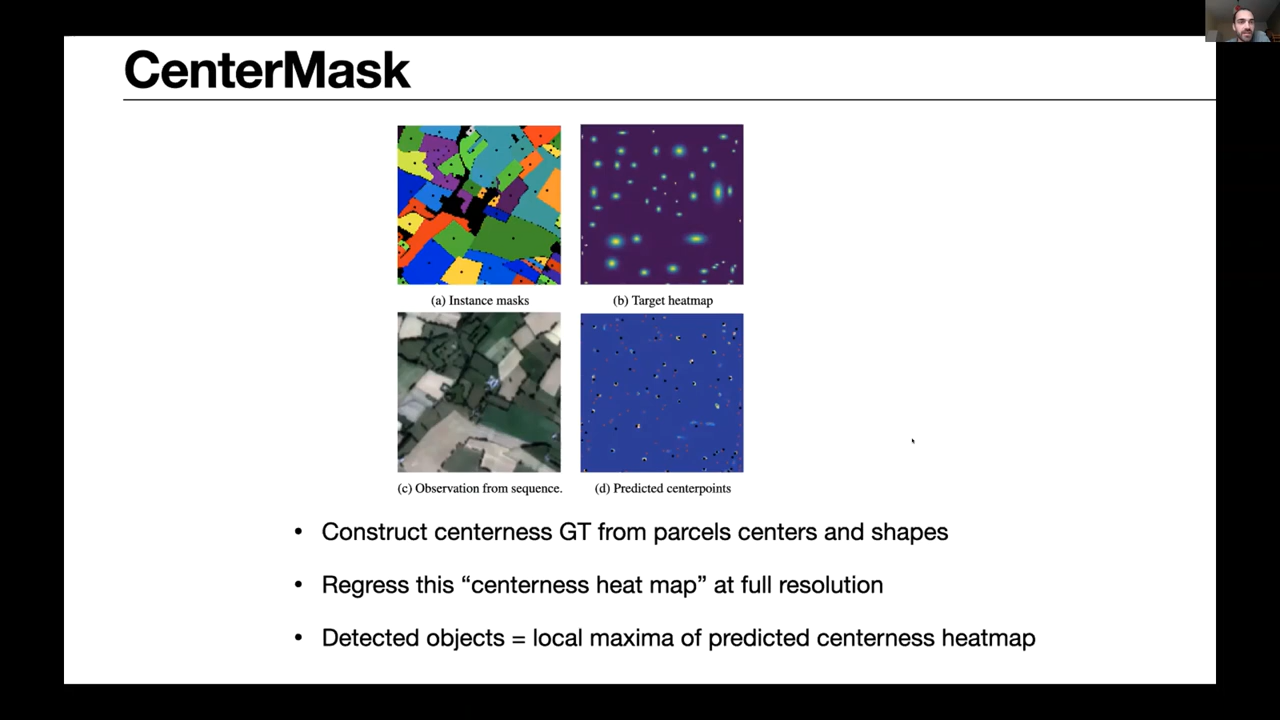 CenterMask
(a) Instance masks
(b) Target heatmap
(c) Observation from sequence.
(d) Predicted centerpoints
• Construct centerness GT from parcels centers and shapes
• Regress this “centerness heat map” at full resolution
• Detected objects = local maxima of predicted centerness heatmap